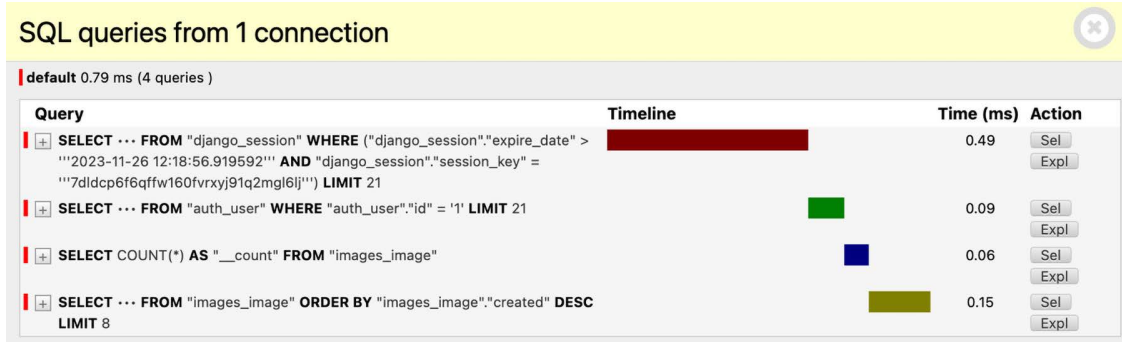 SQL queries from 1 connection
default 0.79 ms (4 queries )
Query Timeline Time (ms) Action
+ SELECT ••• FROM "django_session" WHERE ("django_session"."expire_date" > 0.49 Sel
'''2023-11-26 12:18:56.919592''' AND "django_session"."session_key" = Expl
'''7dldcp6f6qffw160fvrxyj91q2mgl6lj''') LIMIT 21
+ SELECT ••• FROM "auth_user" WHERE "auth_user"."id" = '1' LIMIT 21 0.09 Sel
Expl
+ SELECT COUNT(*) AS "__count" FROM "images_image" 0.06 Sel
Expl
+ SELECT ••• FROM "images_image" ORDER BY "images_image"."created" DESC 0.15 Sel
LIMIT 8 Expl